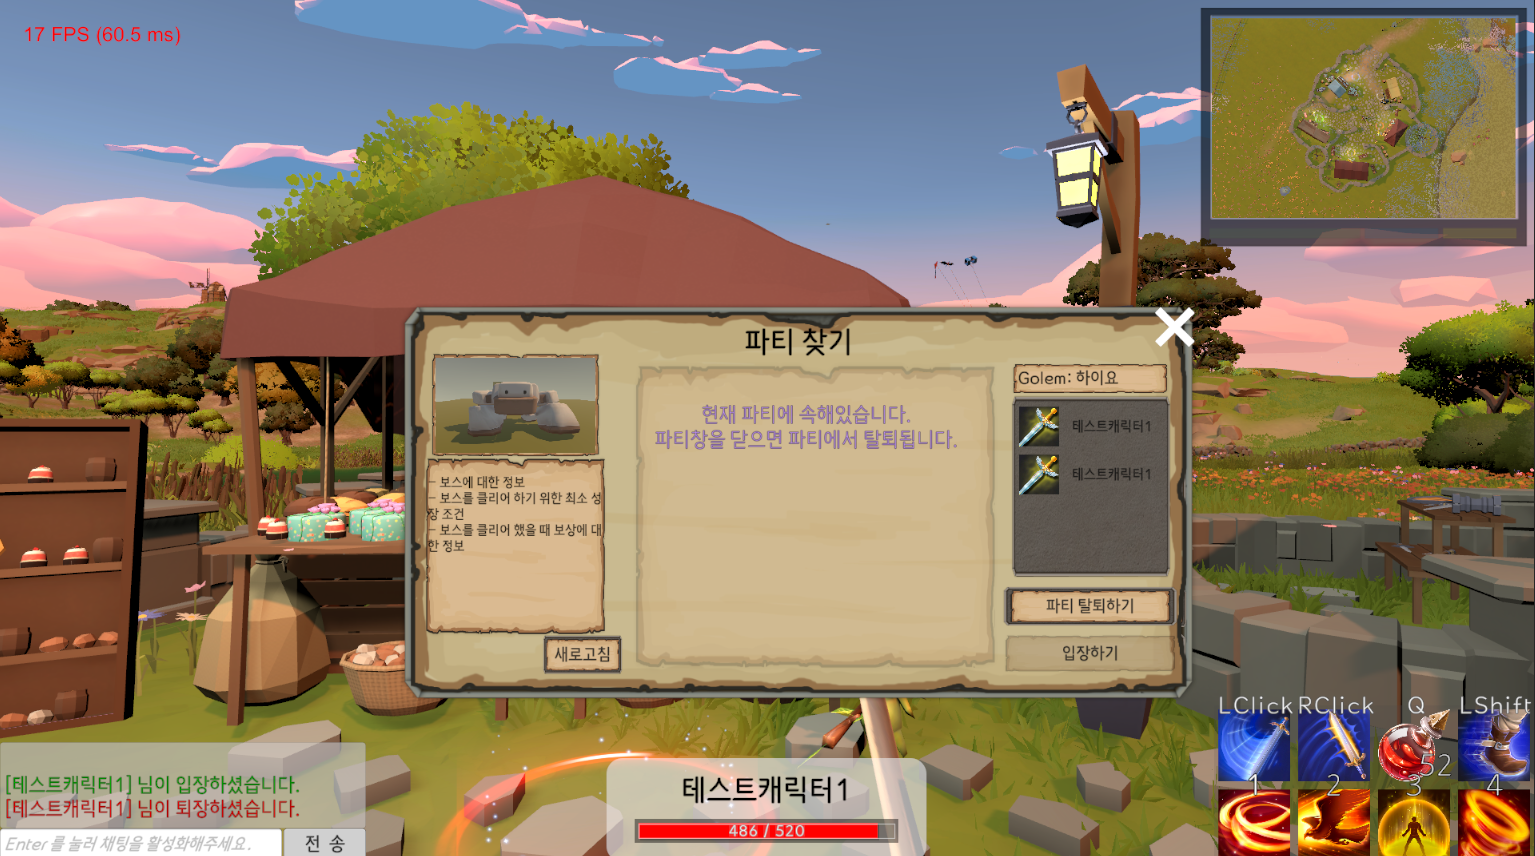 17 FPS (60.5 ms)
파티 찾기
Golem: 하이요
테스트캐릭터1
테스트캐릭터1
현재 파티에 속해있습니다.
파티창을 닫으면 파티에서 탈퇴됩니다.
- 보스에 대한 정보
- 보스를 클리어 하기 위한 최소 성
장 조건
- 보스를 클리어 했을 때 보상에 대
한 정보
파티 탈퇴하기
새로고침
입장하기
LClick RClick Q LShift
52
1 2 3 4
[테스트캐릭터1] 님이 입장하셨습니다.
[테스트캐릭터1] 님이 퇴장하셨습니다.
Enter 를 눌러 채팅을 활성화해주세요.
전 송
테스트캐릭터1
486 / 520